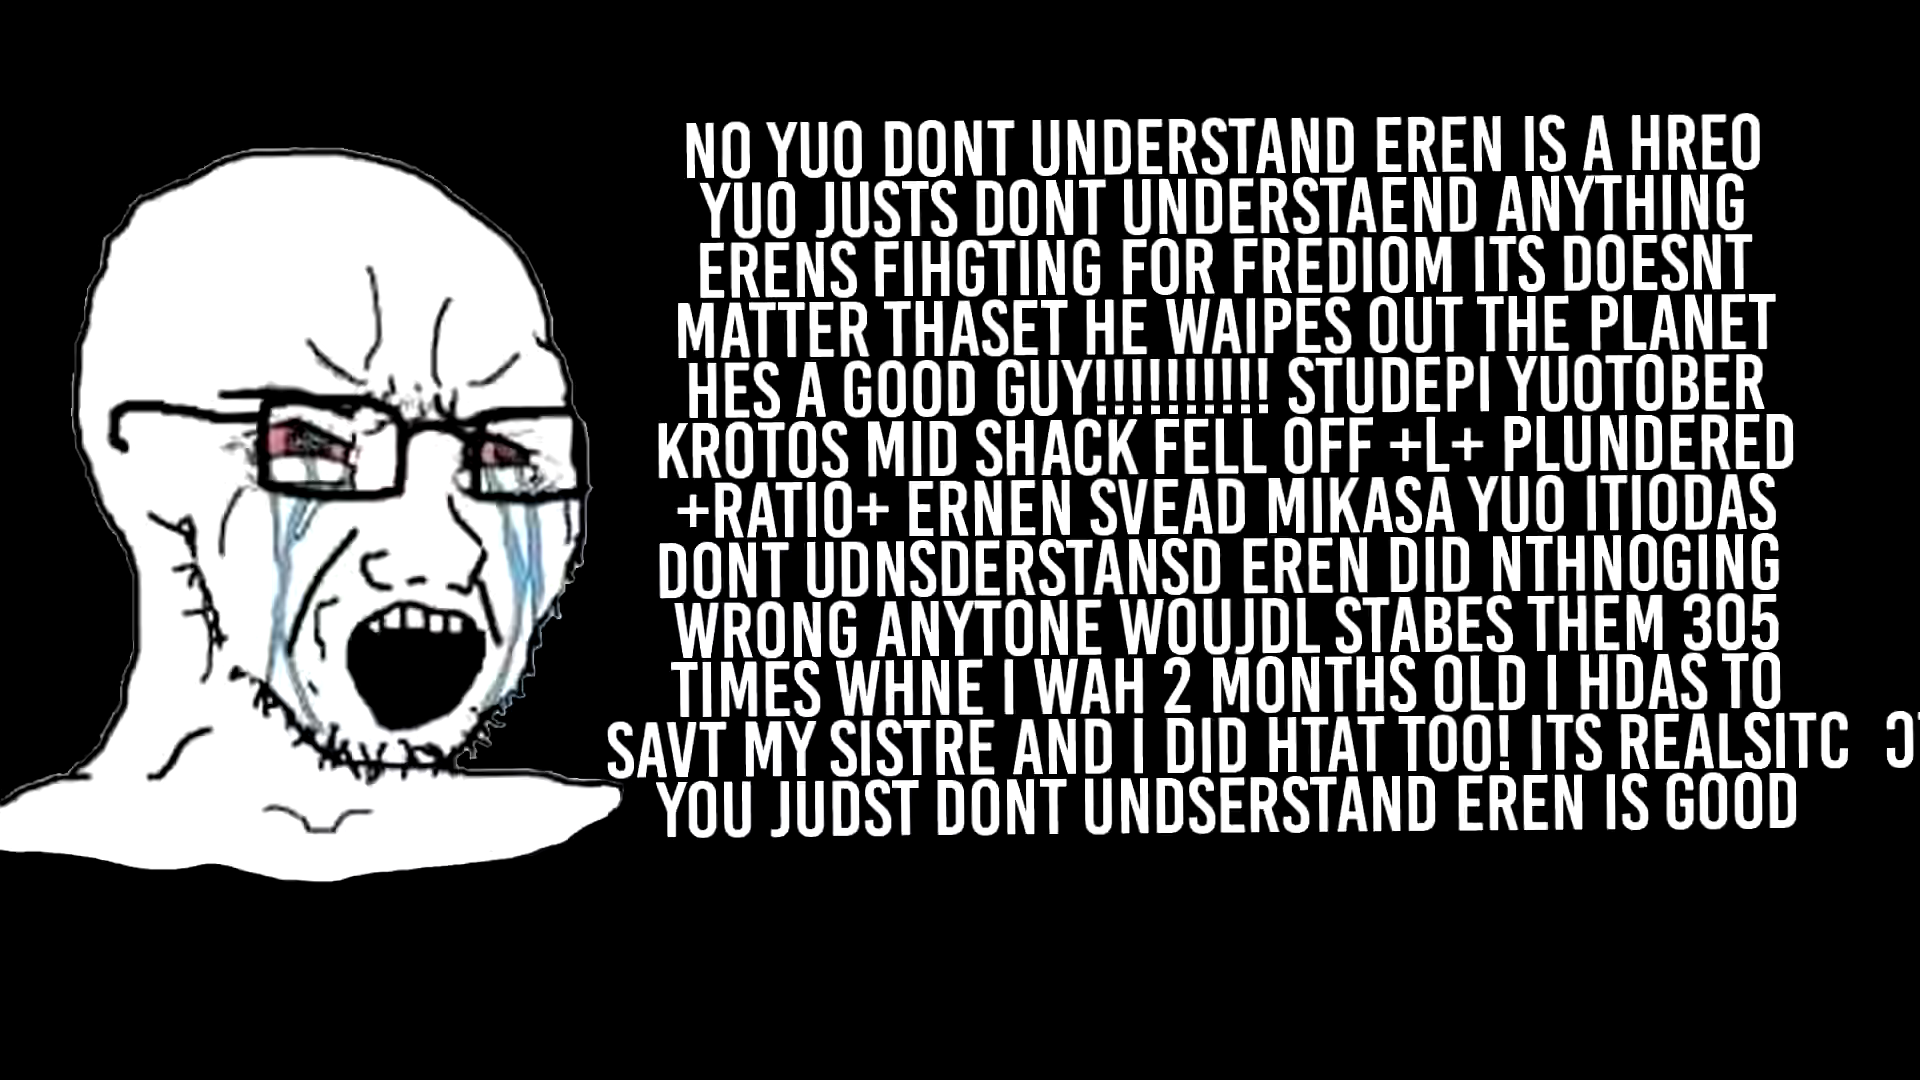 NO YUO DONT UNDERSTAND EREN IS A HREO
YUO JUSTS DONT UNDERSTAEND ANYTHING
ERENS FIHGTING FOR FREDIOM ITS DOESNT
MATTER THASET HE WAIPES OUT THE PLANET
HES A GOOD GUY!!!!!!!!!! STUDEPI YUOTOBER
KROTOS MID SHACK FELL OFF +L+ PLUNDERED
+RATIO+ ERNEN SVEAD MIKASA YUO ITIODAS
DONT UDNSDERSTANSD EREN DID NTHNOGING
WRONG ANYTONE WOUJDL STABES THEM 305
TIMES WHNE I WAH 2 MONTHS OLD I HDAS TO
SAVT MY SISTRE AND I DID HTAT TOO! ITS REALSITC
YOU JUDST DONT UNDSERSTAND EREN IS GOOD